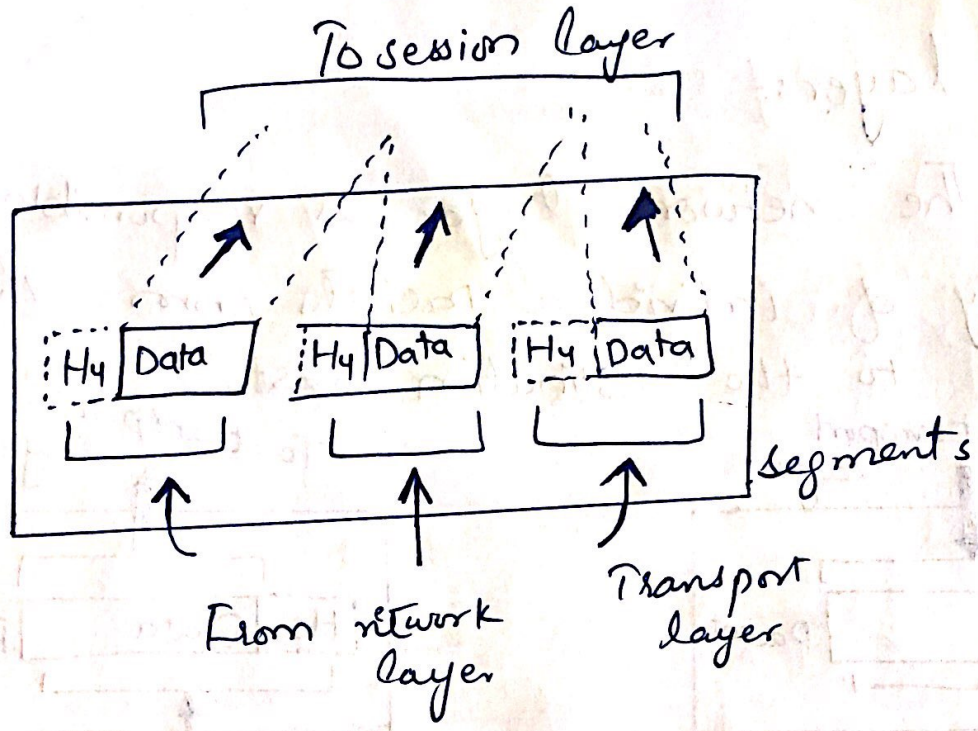 To session layer
H4 Data H4 Data H4 Data
segments
From network
layer
Transport
layer